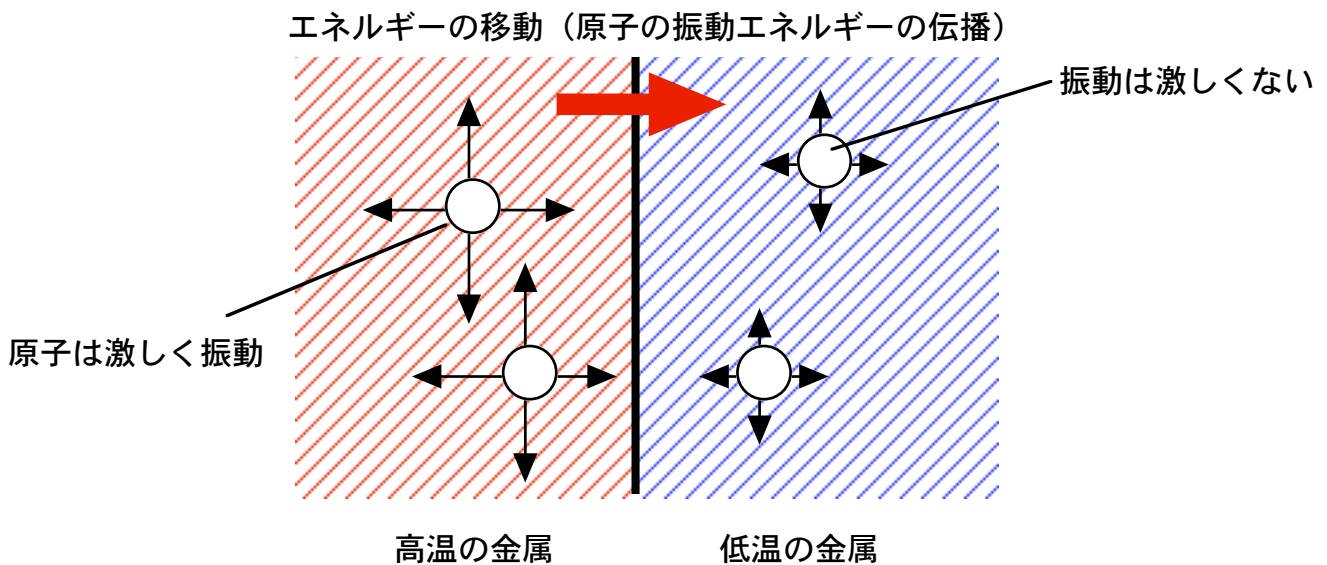 エネルギーの移動（原子の振動エネルギーの伝播）
振動は激しくない
原子は激しく振動
高温の金属
低温の金属